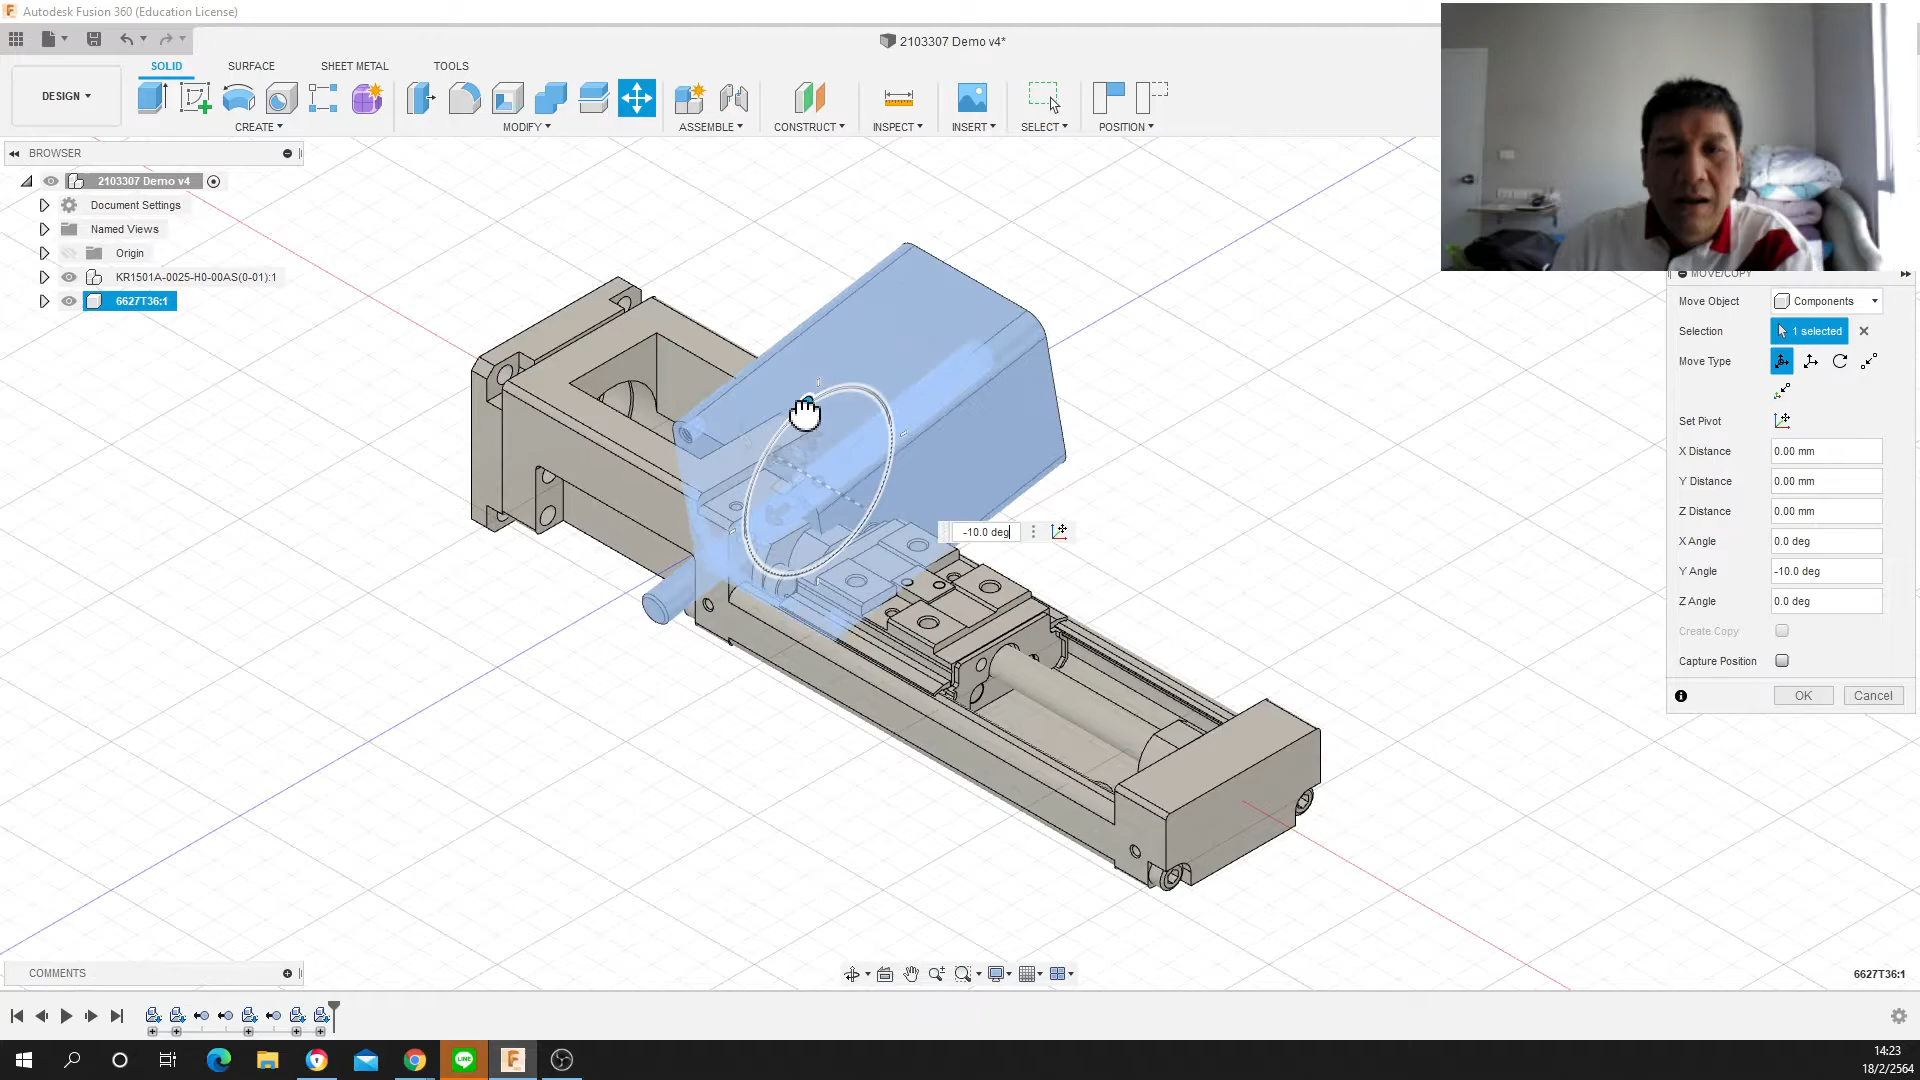 Autodesk Fusion 360 (Education License)
2103307 Demo v4*
SOLID SURFACE SHEET METAL TOOLS
DESIGN
CREATE MODIFY ASSEMBLE CONSTRUCT INSPECT INSERT SELECT POSITION
BROWSER
2103307 Demo v4
Document Settings
Named Views
Origin
KR1501A-0025-H0-00AS(0-01):1
6627T36:1
MOVE/COPY
Move Object Components
Selection 1 selected
Move Type
Set Pivot
X Distance 0.00 mm
Y Distance 0.00 mm
Z Distance 0.00 mm
X Angle 0.0 deg
Y Angle -10.0 deg
Z Angle 0.0 deg
Create Copy
Capture Position
OK Cancel
-10.0 deg
COMMENTS
6627T36:1
LINE
14:23
18/2/2564